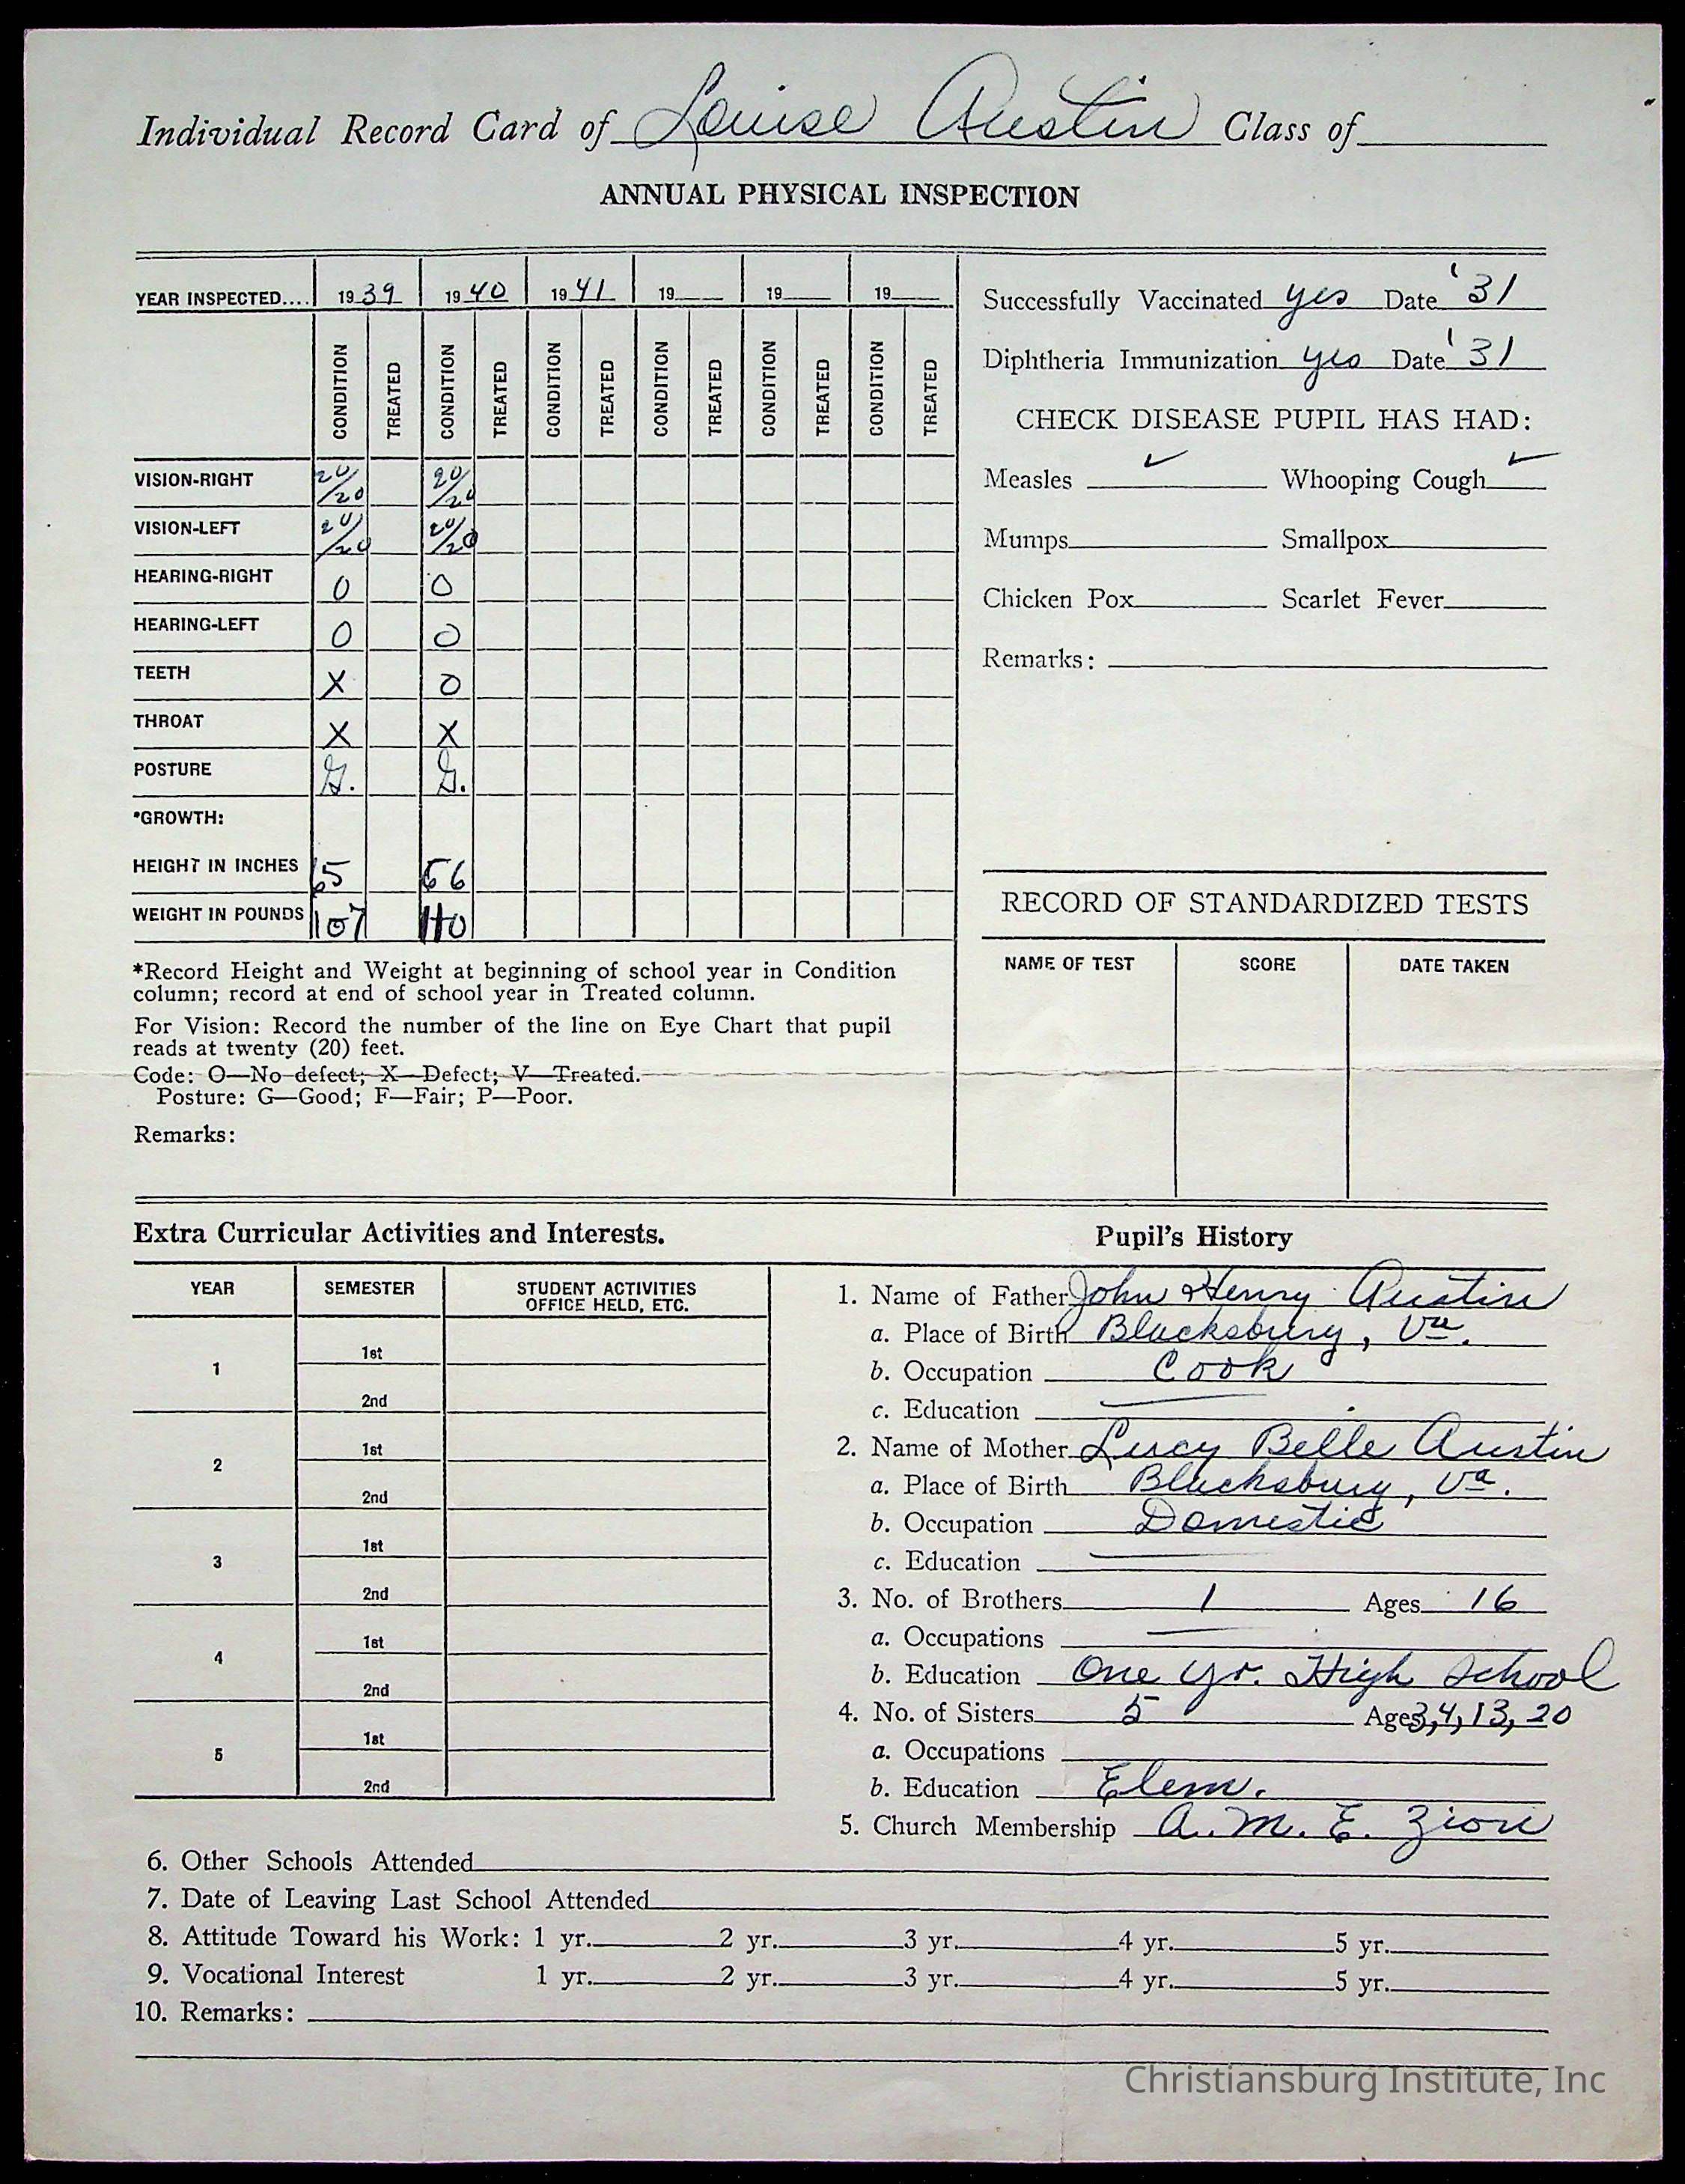 Individual Record Card of Louise Austin Class of
ANNUAL PHYSICAL INSPECTION
YEAR INSPECTED.... 1939 1940 1941 19 19 19
CONDITION TREATED CONDITION TREATED CONDITION TREATED CONDITION TREATED CONDITION TREATED CONDITION TREATED
VISION-RIGHT 20/20 20/20
VISION-LEFT 20/20 20/20
HEARING-RIGHT O O
HEARING-LEFT O O
TEETH X O
THROAT X X
POSTURE G. G.
*GROWTH:
HEIGHT IN INCHES 65 66
WEIGHT IN POUNDS 107 110
*Record Height and Weight at beginning of school year in Condition
column; record at end of school year in Treated column.
For Vision: Record the number of the line on Eye Chart that pupil
reads at twenty (20) feet.
Code: O—No defect; X—Defect; V—Treated.
Posture: G—Good; F—Fair; P—Poor.
Remarks:
Successfully Vaccinated yes Date '31
Diphtheria Immunization yes Date '31
CHECK DISEASE PUPIL HAS HAD:
Measles ✓ Whooping Cough ✓
Mumps Smallpox
Chicken Pox Scarlet Fever
Remarks:
RECORD OF STANDARDIZED TESTS
NAME OF TEST SCORE DATE TAKEN
Extra Curricular Activities and Interests.
YEAR SEMESTER STUDENT ACTIVITIES
OFFICE HELD, ETC.
1 1st
2nd
2 1st
2nd
3 1st
2nd
4 1st
2nd
5 1st
2nd
Pupil's History
1. Name of Father John Henry Austin
a. Place of Birth Blacksburg, Va.
b. Occupation Cook
c. Education —
2. Name of Mother Lucy Belle Austin
a. Place of Birth Blacksburg, Va.
b. Occupation Domestic
c. Education —
3. No. of Brothers 1 Ages 16
a. Occupations —
b. Education One yr. High School
4. No. of Sisters 5 Ages 3, 4, 13, 20
a. Occupations
b. Education Elem.
5. Church Membership A. M. E. Zion
6. Other Schools Attended
7. Date of Leaving Last School Attended
8. Attitude Toward his Work: 1 yr. 2 yr. 3 yr. 4 yr. 5 yr.
9. Vocational Interest 1 yr. 2 yr. 3 yr. 4 yr. 5 yr.
10. Remarks:
Christiansburg Institute, Inc